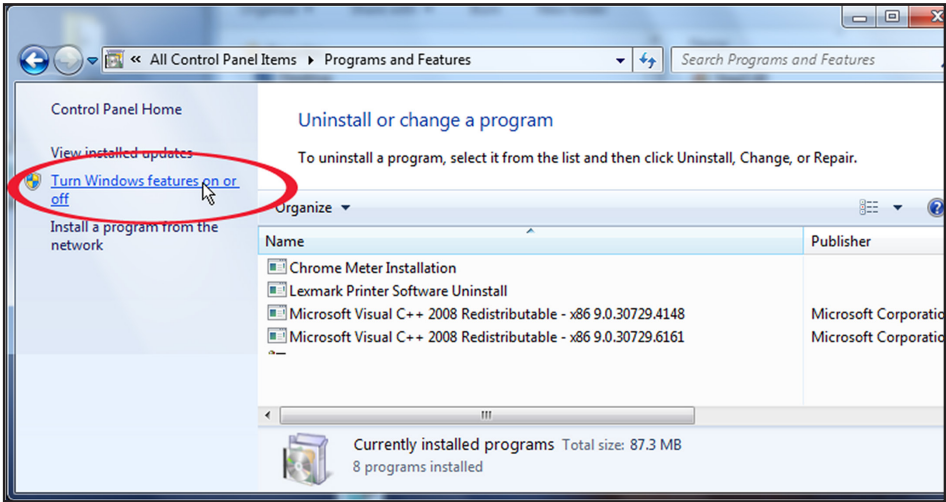 « All Control Panel Items ▸ Programs and Features
Search Programs and Features
Control Panel Home
View installed updates
Turn Windows features on or
off
Install a program from the
network
Uninstall or change a program
To uninstall a program, select it from the list and then click Uninstall, Change, or Repair.
Organize
Name Publisher
Chrome Meter Installation
Lexmark Printer Software Uninstall
Microsoft Visual C++ 2008 Redistributable - x86 9.0.30729.4148 Microsoft Corporatio
Microsoft Visual C++ 2008 Redistributable - x86 9.0.30729.6161 Microsoft Corporatio
Currently installed programs Total size: 87.3 MB
8 programs installed